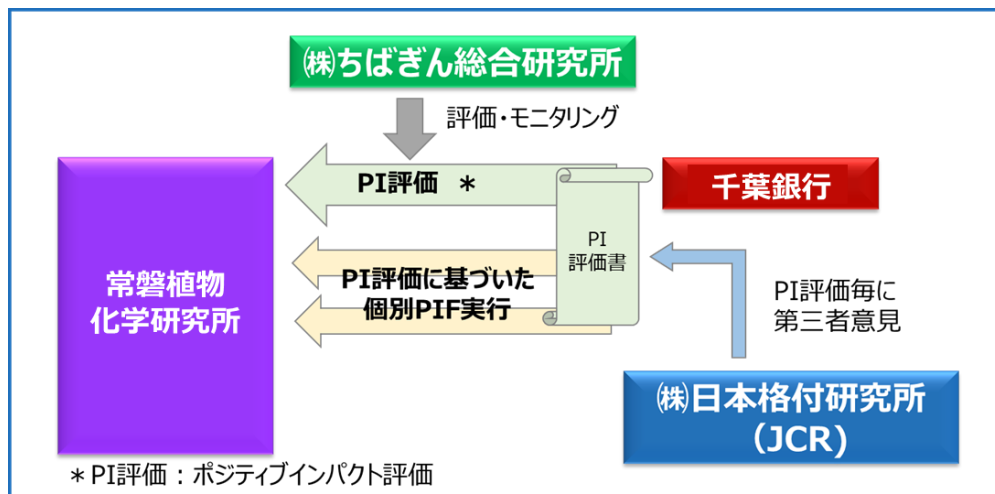 ㈱ちばぎん総合研究所
評価・モニタリング
PI評価 *
千葉銀行
PI
評価書
常磐植物
化学研究所
PI評価に基づいた
個別PIF実行
PI評価毎に
第三者意見
㈱日本格付研究所
(JCR)
*PI評価:ポジティブインパクト評価